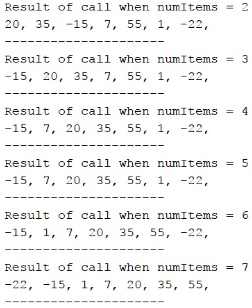 Result of call when numItems = 2
20, 35, -15, 7, 55, 1, -22,
---------------------
Result of call when numItems = 3
-15, 20, 35, 7, 55, 1, -22,
---------------------
Result of call when numItems = 4
-15, 7, 20, 35, 55, 1, -22,
---------------------
Result of call when numItems = 5
-15, 7, 20, 35, 55, 1, -22,
---------------------
Result of call when numItems = 6
-15, 1, 7, 20, 35, 55, -22,
---------------------
Result of call when numItems = 7
-22, -15, 1, 7, 20, 35, 55,
---------------------